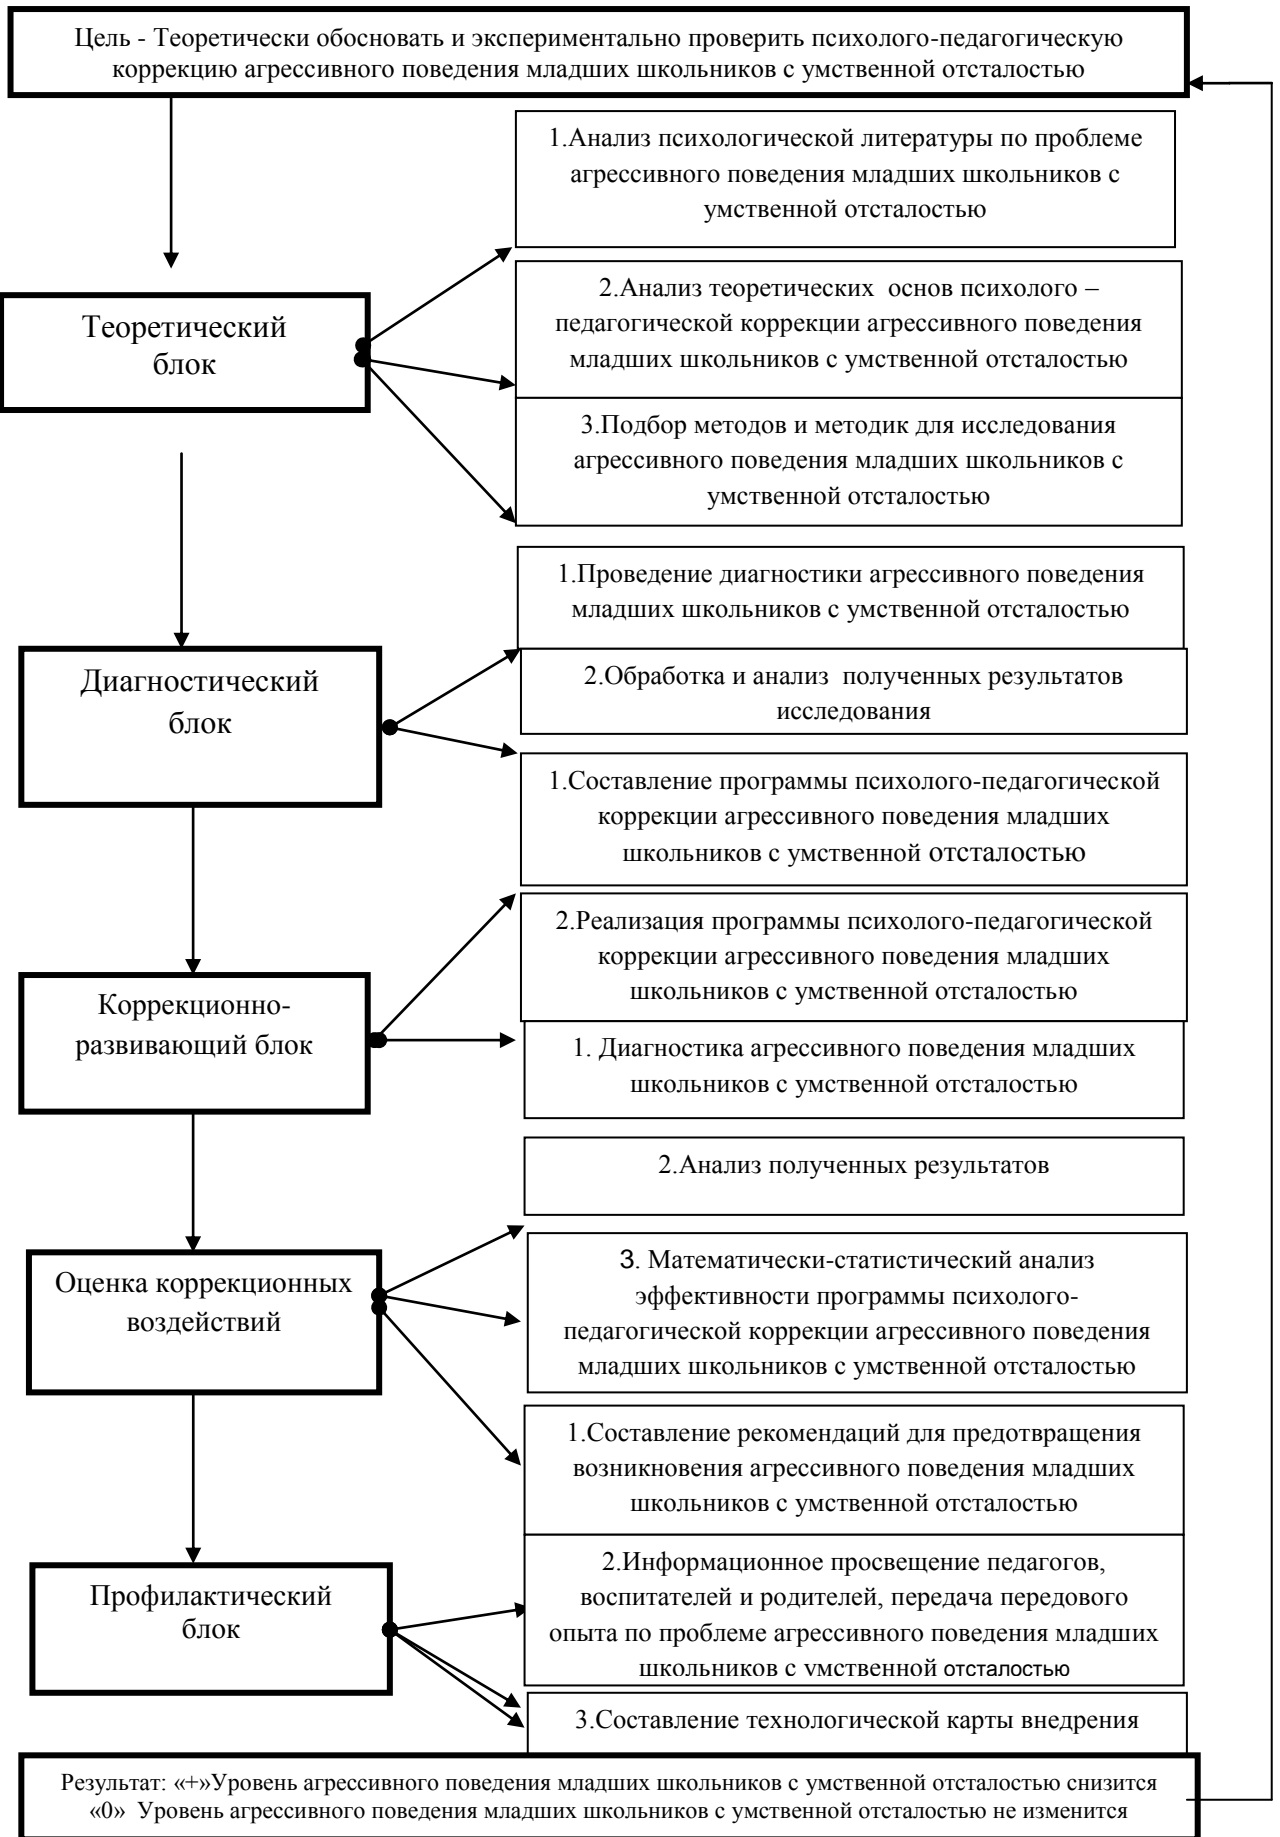 Цель - Теоретически обосновать и экспериментально проверить психолого-педагогическую
коррекцию агрессивного поведения младших школьников с умственной отсталостью
1.Анализ психологической литературы по проблеме
агрессивного поведения младших школьников с
умственной отсталостью
Теоретический
блок
2.Анализ теоретических основ психолого –
педагогической коррекции агрессивного поведения
младших школьников с умственной отсталостью
3.Подбор методов и методик для исследования
агрессивного поведения младших школьников с
умственной отсталостью
1.Проведение диагностики агрессивного поведения
младших школьников с умственной отсталостью
Диагностический
блок
2.Обработка и анализ полученных результатов
исследования
1.Составление программы психолого-педагогической
коррекции агрессивного поведения младших
школьников с умственной отсталостью
2.Реализация программы психолого-педагогической
коррекции агрессивного поведения младших
школьников с умственной отсталостью
Коррекционно-
развивающий блок
1. Диагностика агрессивного поведения младших
школьников с умственной отсталостью
2.Анализ полученных результатов
Оценка коррекционных
воздействий
3. Математически-статистический анализ
эффективности программы психолого-
педагогической коррекции агрессивного поведения
младших школьников с умственной отсталостью
1.Составление рекомендаций для предотвращения
возникновения агрессивного поведения младших
школьников с умственной отсталостью
Профилактический
блок
2.Информационное просвещение педагогов,
воспитателей и родителей, передача передового
опыта по проблеме агрессивного поведения младших
школьников с умственной отсталостью
3.Составление технологической карты внедрения
Результат: «+»Уровень агрессивного поведения младших школьников с умственной отсталостью снизится
«0» Уровень агрессивного поведения младших школьников с умственной отсталостью не изменится